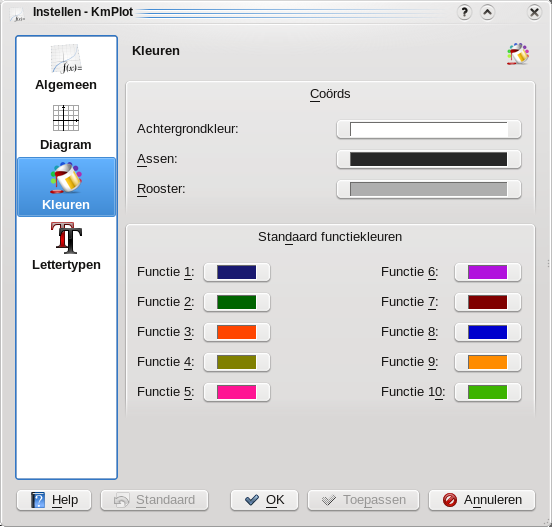 Instellen - KmPlot
Algemeen
Diagram
Kleuren
Lettertypen
Kleuren
Coörds
Achtergrondkleur:
Assen:
Rooster:
Standaard functiekleuren
Functie 1: Functie 6:
Functie 2: Functie 7:
Functie 3: Functie 8:
Functie 4: Functie 9:
Functie 5: Functie 10:
Help Standaard OK Toepassen Annuleren